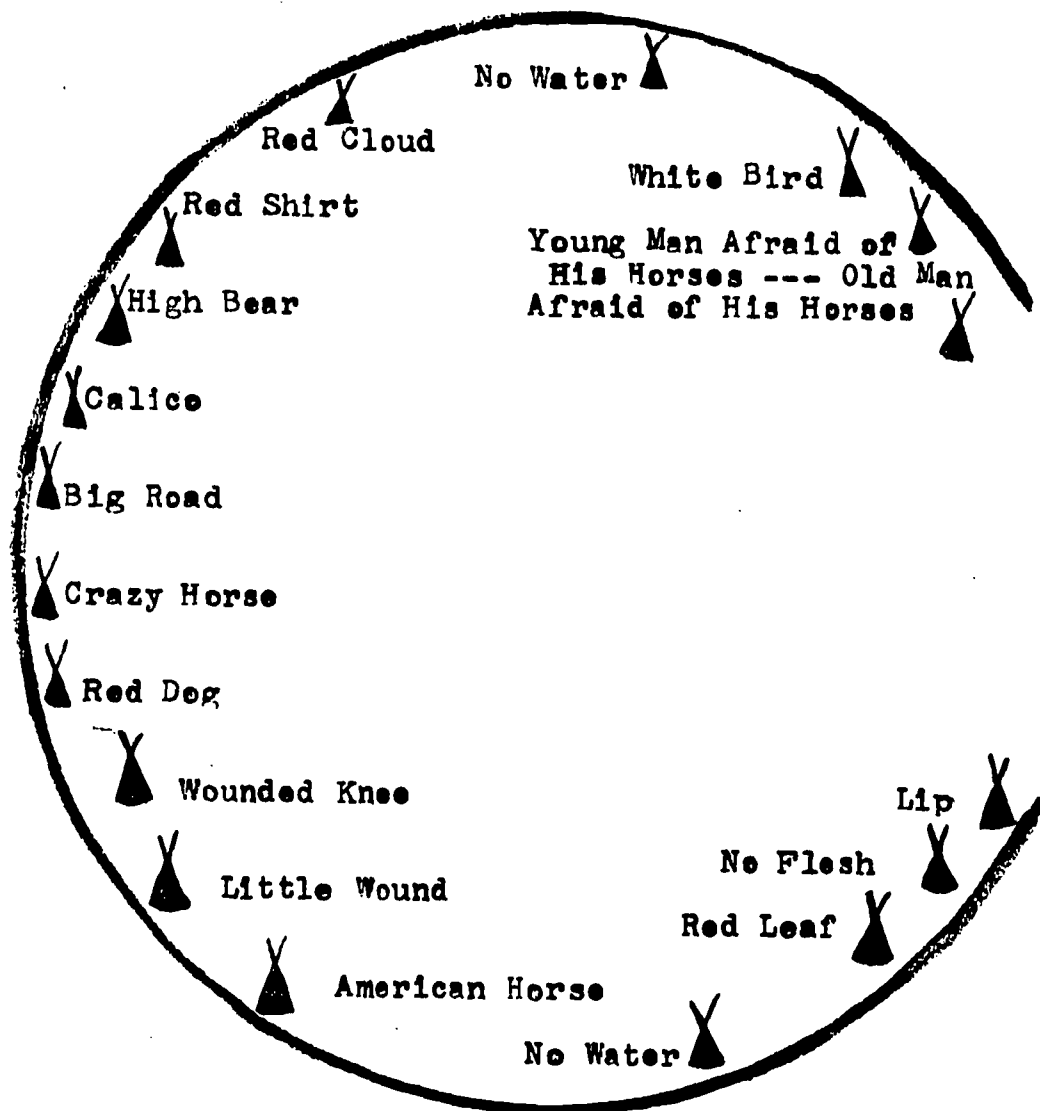 No Water
Red Cloud
White Bird
Red Shirt
Young Man Afraid of
His Horses --- Old Man
Afraid of His Horses
High Bear
Calico
Big Road
Crazy Horse
Red Dog
Wounded Knee
Lip
No Flesh
Little Wound
Red Leaf
American Horse
No Water